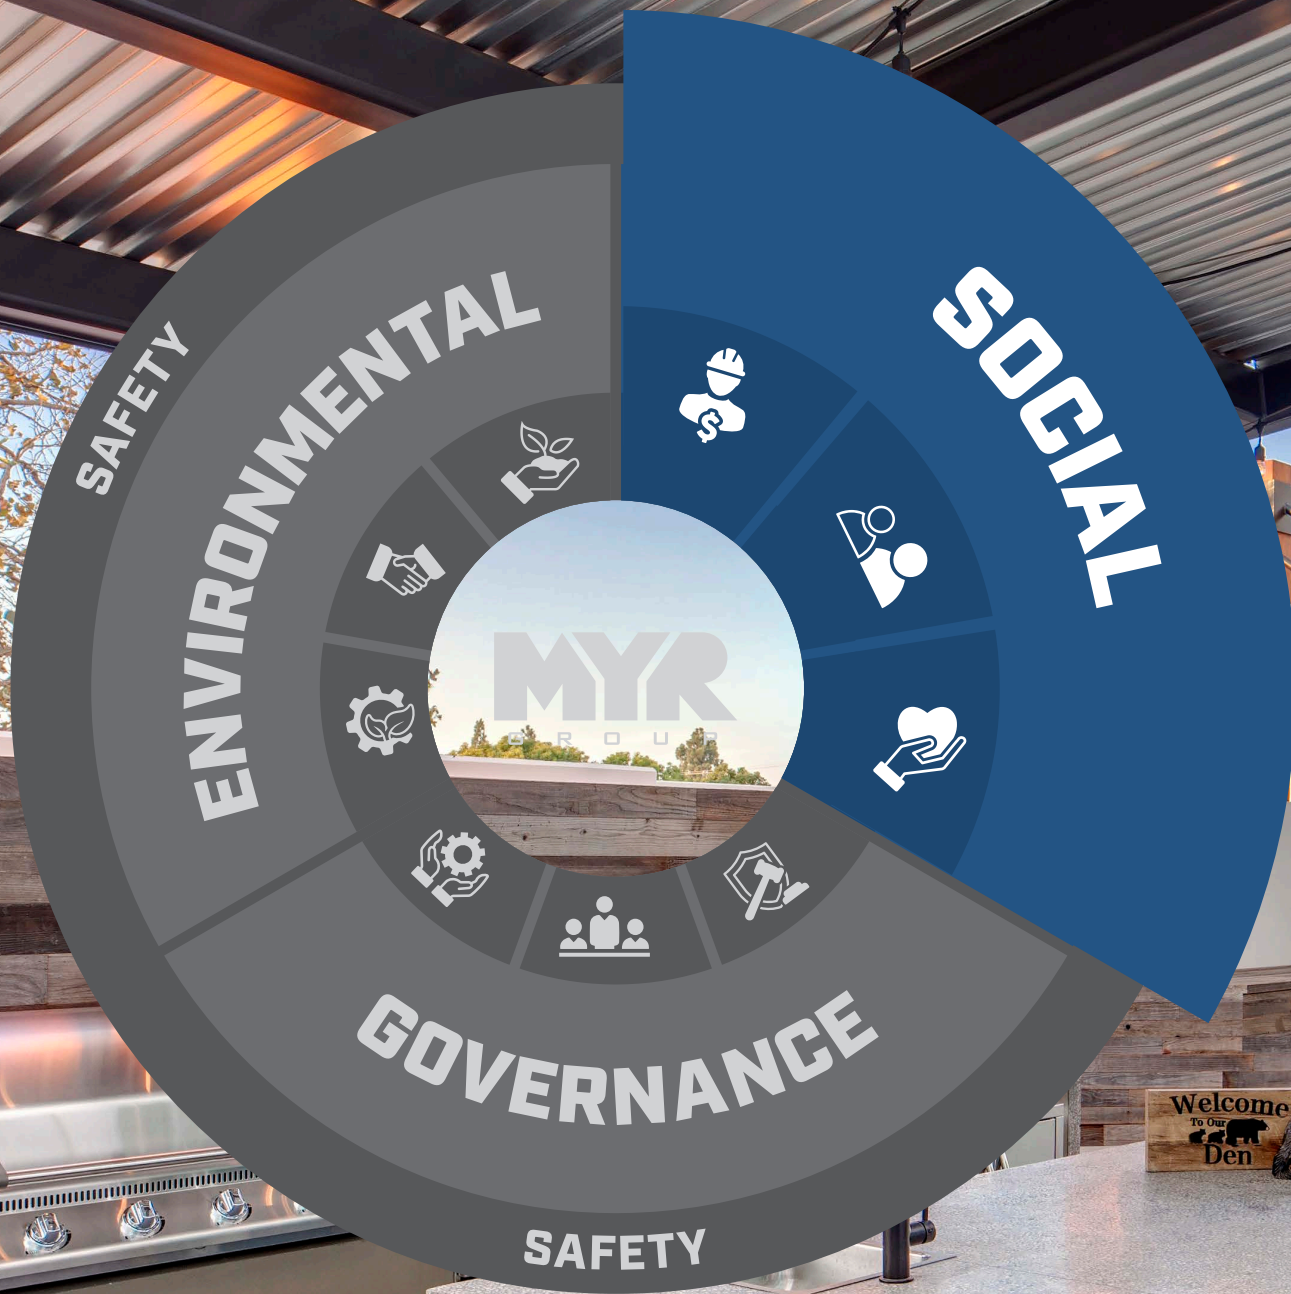 SAFETY
ENVIRONMENTAL
SOCIAL
MYR
GROUP
GOVERNANCE
SAFETY
Welcome
To Our
Den